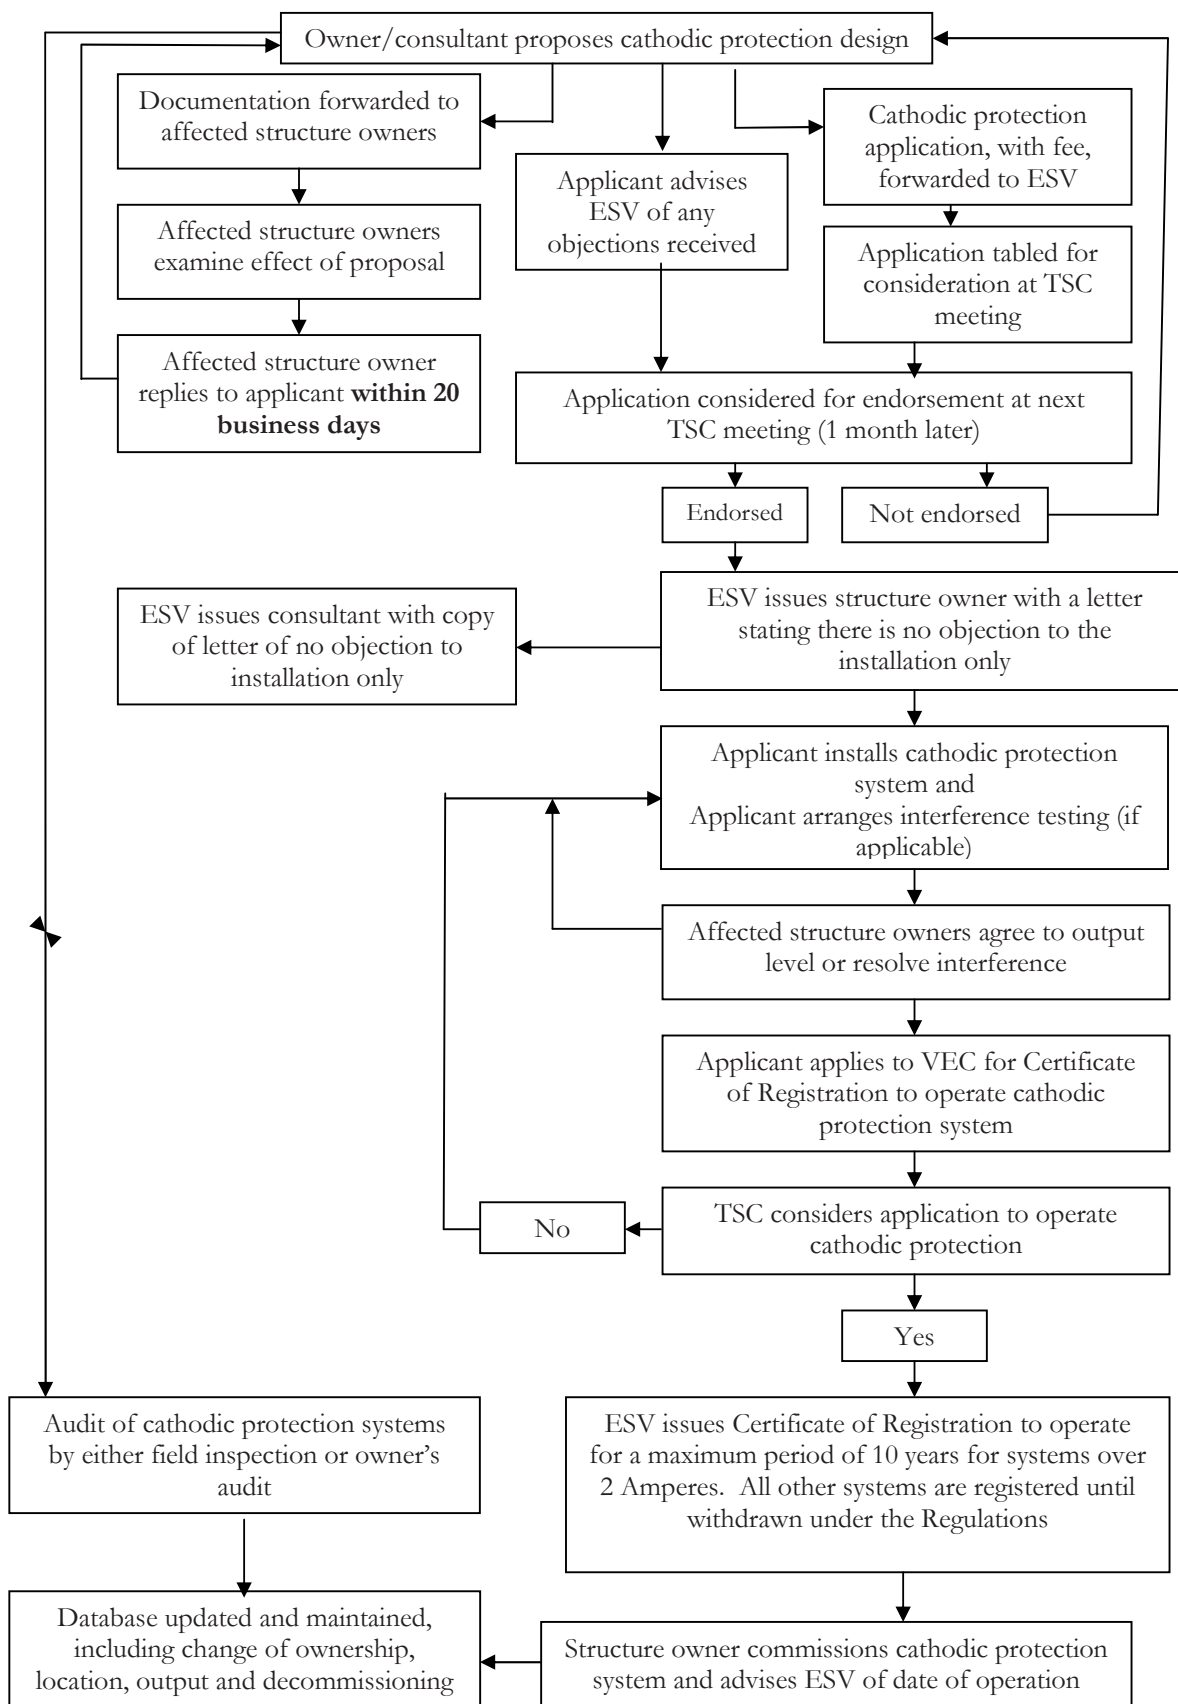 Owner/consultant proposes cathodic protection design
Documentation forwarded to
affected structure owners
Affected structure owners
examine effect of proposal
Affected structure owner
replies to applicant within 20
business days
Applicant advises
ESV of any
objections received
Cathodic protection
application, with fee,
forwarded to ESV
Application tabled for
consideration at TSC
meeting
Application considered for endorsement at next
TSC meeting (1 month later)
Endorsed
Not endorsed
ESV issues structure owner with a letter
stating there is no objection to the
installation only
ESV issues consultant with copy
of letter of no objection to
installation only
Applicant installs cathodic protection
system and
Applicant arranges interference testing (if
applicable)
Affected structure owners agree to output
level or resolve interference
Applicant applies to VEC for Certificate
of Registration to operate cathodic
protection system
TSC considers application to operate
cathodic protection
No
Yes
Audit of cathodic protection systems
by either field inspection or owner’s
audit
ESV issues Certificate of Registration to operate
for a maximum period of 10 years for systems over
2 Amperes.  All other systems are registered until
withdrawn under the Regulations
Database updated and maintained,
including change of ownership,
location, output and decommissioning
Structure owner commissions cathodic protection
system and advises ESV of date of operation